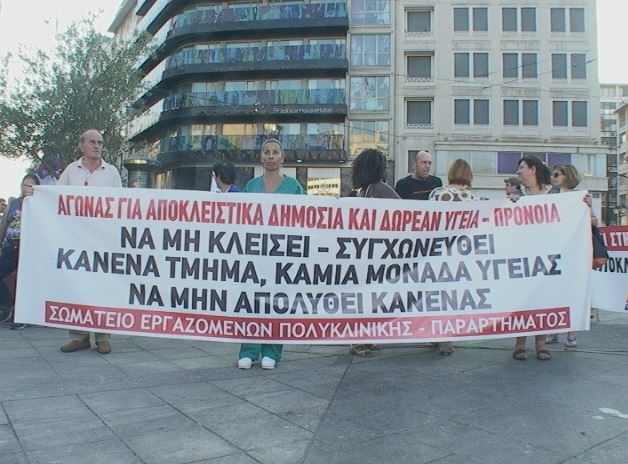 FashionHouseHotel
ΑΓΩΝΑΣ ΓΙΑ ΑΠΟΚΛΕΙΣΤΙΚΑ ΔΗΜΟΣΙΑ ΚΑΙ ΔΩΡΕΑΝ ΥΓΕΙΑ - ΠΡΟΝΟΙΑ
ΝΑ ΜΗ ΚΛΕΙΣΕΙ - ΣΥΓΧΩΝΕΥΘΕΙ
ΚΑΝΕΝΑ ΤΜΗΜΑ, ΚΑΜΙΑ ΜΟΝΑΔΑ ΥΓΕΙΑΣ
ΝΑ ΜΗΝ ΑΠΟΛΥΘΕΙ ΚΑΝΕΝΑΣ
ΣΩΜΑΤΕΙΟ ΕΡΓΑΖΟΜΕΝΩΝ ΠΟΛΥΚΛΙΝΙΚΗΣ - ΠΑΡΑΡΤΗΜΑΤΟΣ